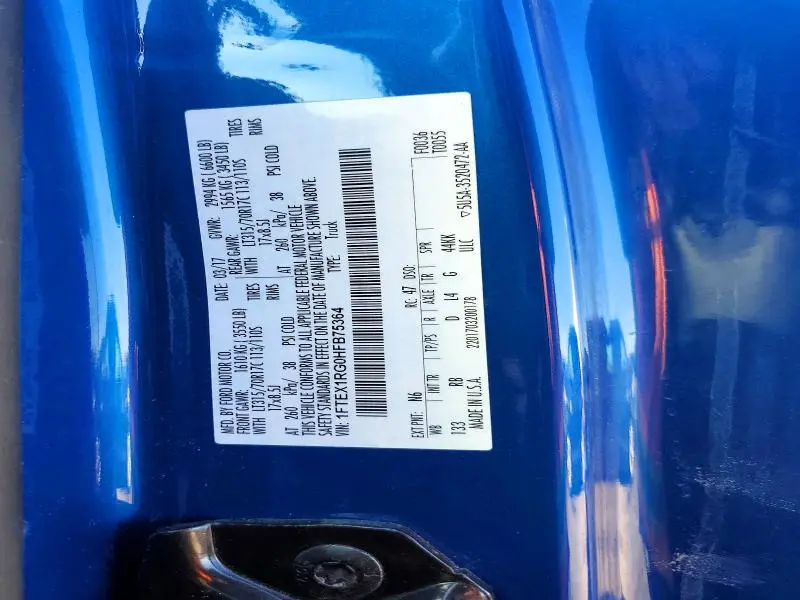 MFD. BY FORD MOTOR CO.
DATE: 03/17 GVWR: 2994 KG ( 6600 LB)
FRONT GAWR: 1610 KG ( 3550 LB) REAR GAWR: 1565 KG ( 3450 LB)
WITH LT315/70R17C 113/110S TIRES WITH LT315/70R17C 113/110S TIRES
17x8.5J RIMS 17x8.5J RIMS
AT 260 kPa/ 38 PSI COLD AT 260 kPa/ 38 PSI COLD
THIS VEHICLE CONFORMS TO ALL APPLICABLE FEDERAL MOTOR VEHICLE
SAFETY STANDARDS IN EFFECT ON THE DATE OF MANUFACTURE SHOWN ABOVE.
VIN: 1FTEX1RG0HFB75364 TYPE: Truck
F0036
T0055
EXT PNT: N6 RC: 47 DSO:
WB INT TR TP/PS R AXLE TR SPR
133 RB D L4 G 44KK
MADE IN U.S.A. ULC
2201703200178 ▽5U5A-3520472-AA